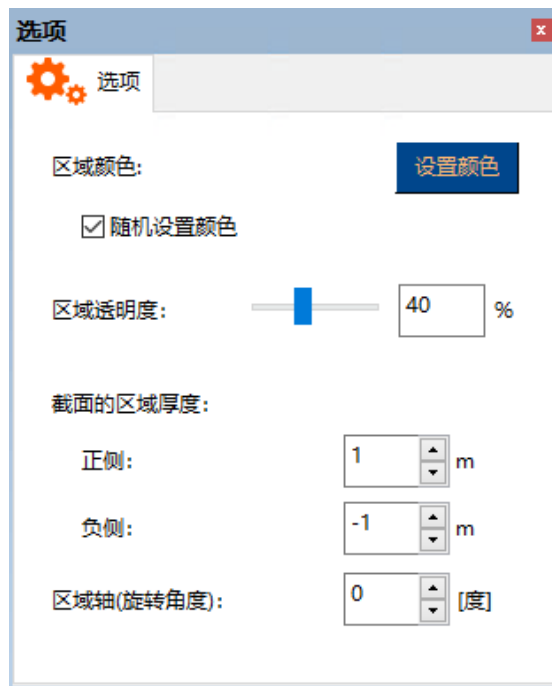 选项
选项
区域颜色: 设置颜色
随机设置颜色
区域透明度: 40 %
截面的区域厚度:
正侧: 1 m
负侧: -1 m
区域轴(旋转角度): 0 [度]